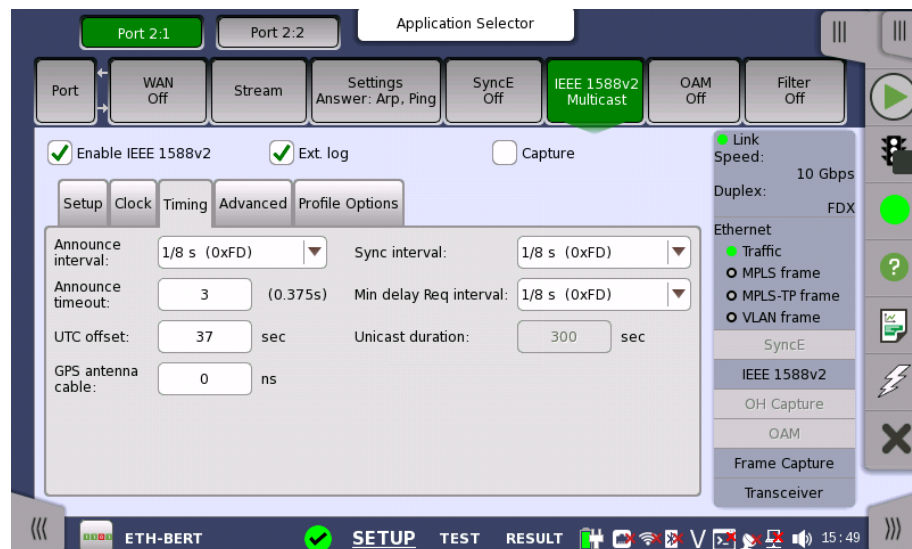 Application Selector
Port 2:1
Port 2:2
Port
WAN
Off
Stream
Settings
Answer: Arp, Ping
SyncE
Off
IEEE 1588v2
Multicast
OAM
Off
Filter
Off
Enable IEEE 1588v2
Ext. log
Capture
Setup
Clock
Timing
Advanced
Profile Options
Announce
interval:
1/8 s (0xFD)
Sync interval:
1/8 s (0xFD)
Announce
timeout:
3
(0.375s)
Min delay Req interval:
1/8 s (0xFD)
UTC offset:
37
sec
Unicast duration:
300
sec
GPS antenna
cable:
0
ns
Link
Speed:
10 Gbps
Duplex:
FDX
Ethernet
Traffic
MPLS frame
MPLS-TP frame
VLAN frame
SyncE
IEEE 1588v2
OH Capture
OAM
Frame Capture
Transceiver
ETH-BERT
SETUP
TEST
RESULT
V
15:49